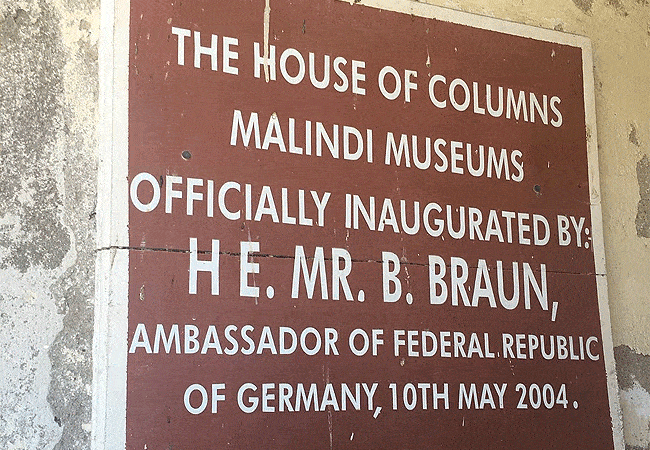 THE HOUSE OF COLUMNS
MALINDI MUSEUMS
OFFICIALLY INAUGURATED BY:
H E. MR. B. BRAUN,
AMBASSADOR OF FEDERAL REPUBLIC
OF GERMANY, 10TH MAY 2004.